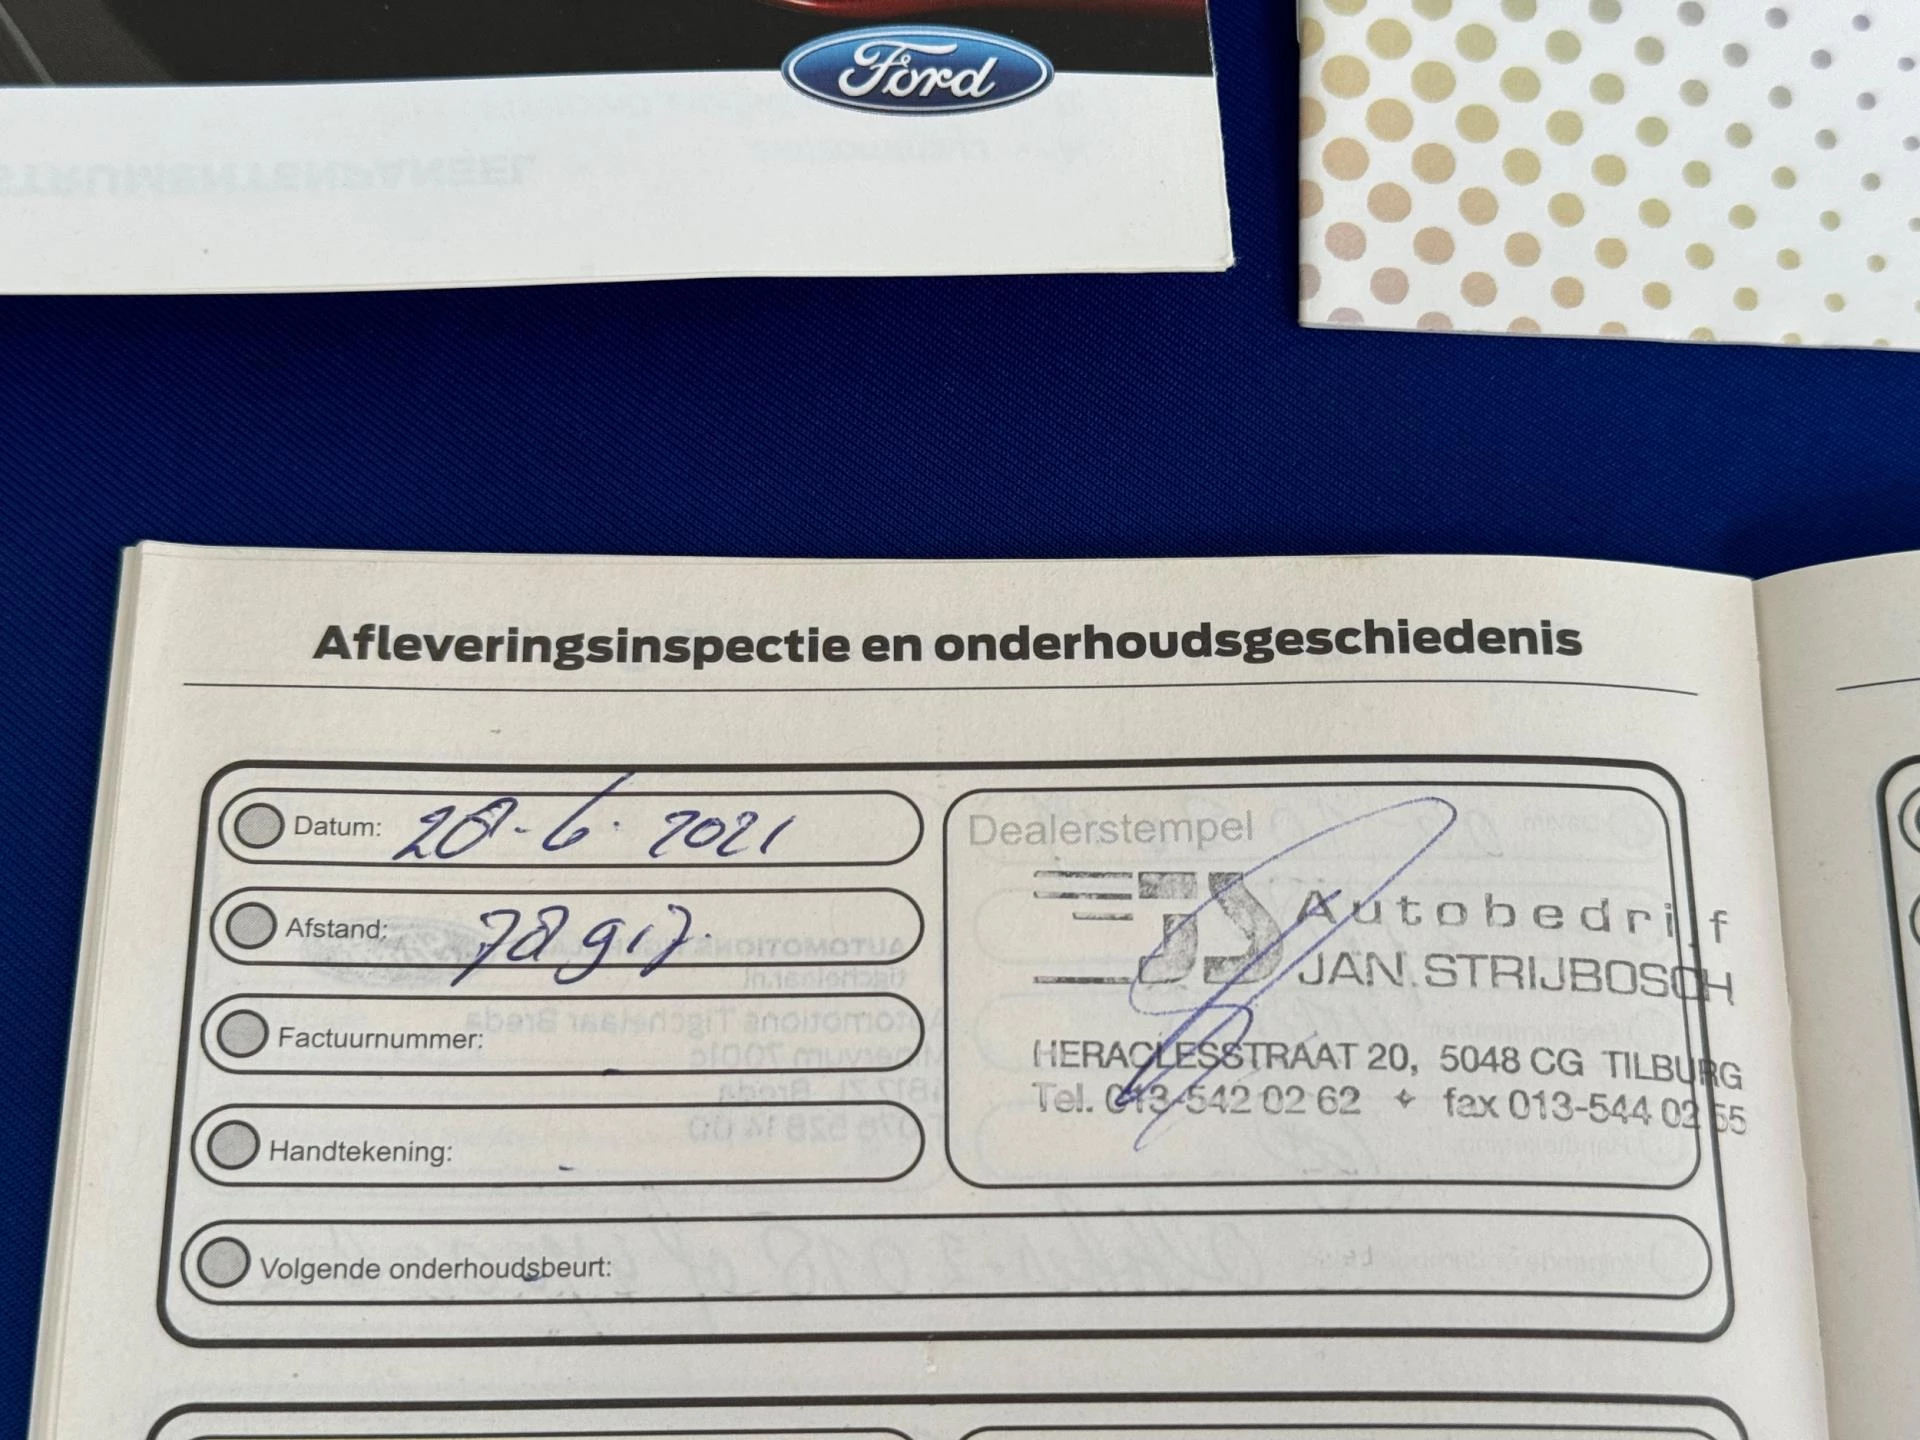 Ford
Afleveringsinspectie en onderhoudsgeschiedenis
Datum: 28-6-2021
Afstand:
Factuurnummer:
Handtekening:
Volgende onderhoudsbeurt:
Dealerstempel
JS Autobedrijf
JAN STRIJBOSCH
HERACLESSTRAAT 20, 5048 CG TILBURG
Tel. 013-542 02 62 ✦ fax 013-544 02 55